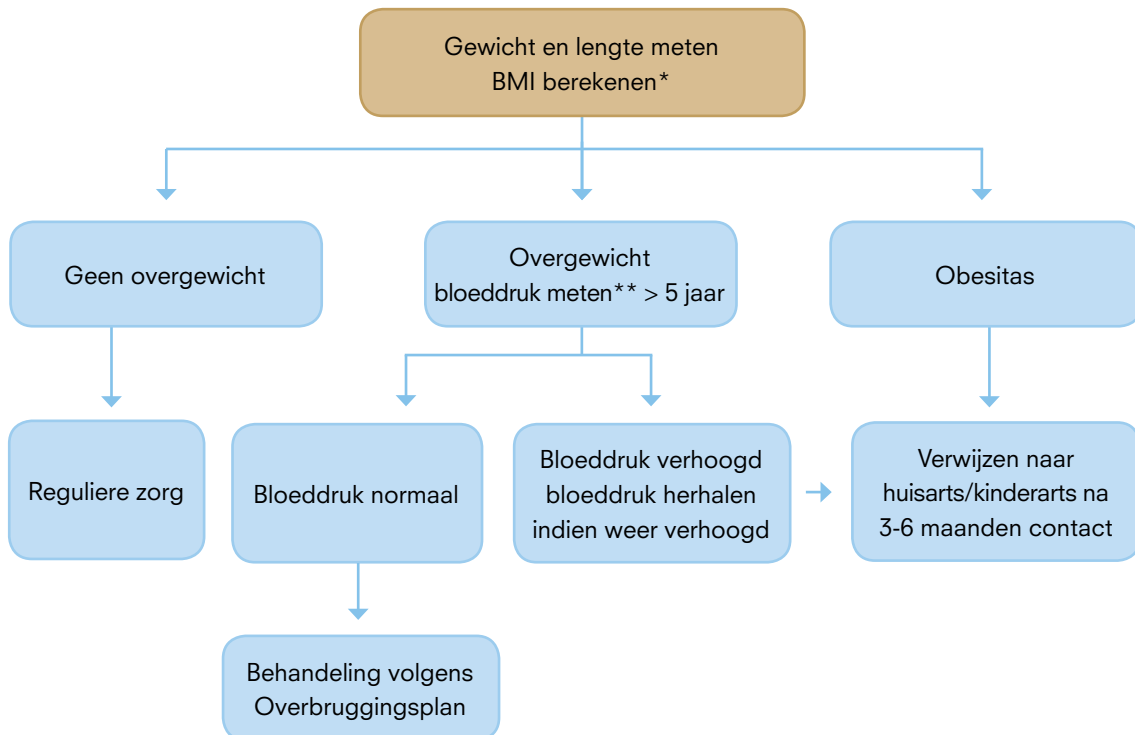 Gewicht en lengte meten
BMI berekenen*
Geen overgewicht
Overgewicht
bloeddruk meten** > 5 jaar
Obesitas
Reguliere zorg
Bloeddruk normaal
Bloeddruk verhoogd
bloeddruk herhalen
indien weer verhoogd
Verwijzen naar
huisarts/kinderarts na
3-6 maanden contact
Behandeling volgens
Overbruggingsplan